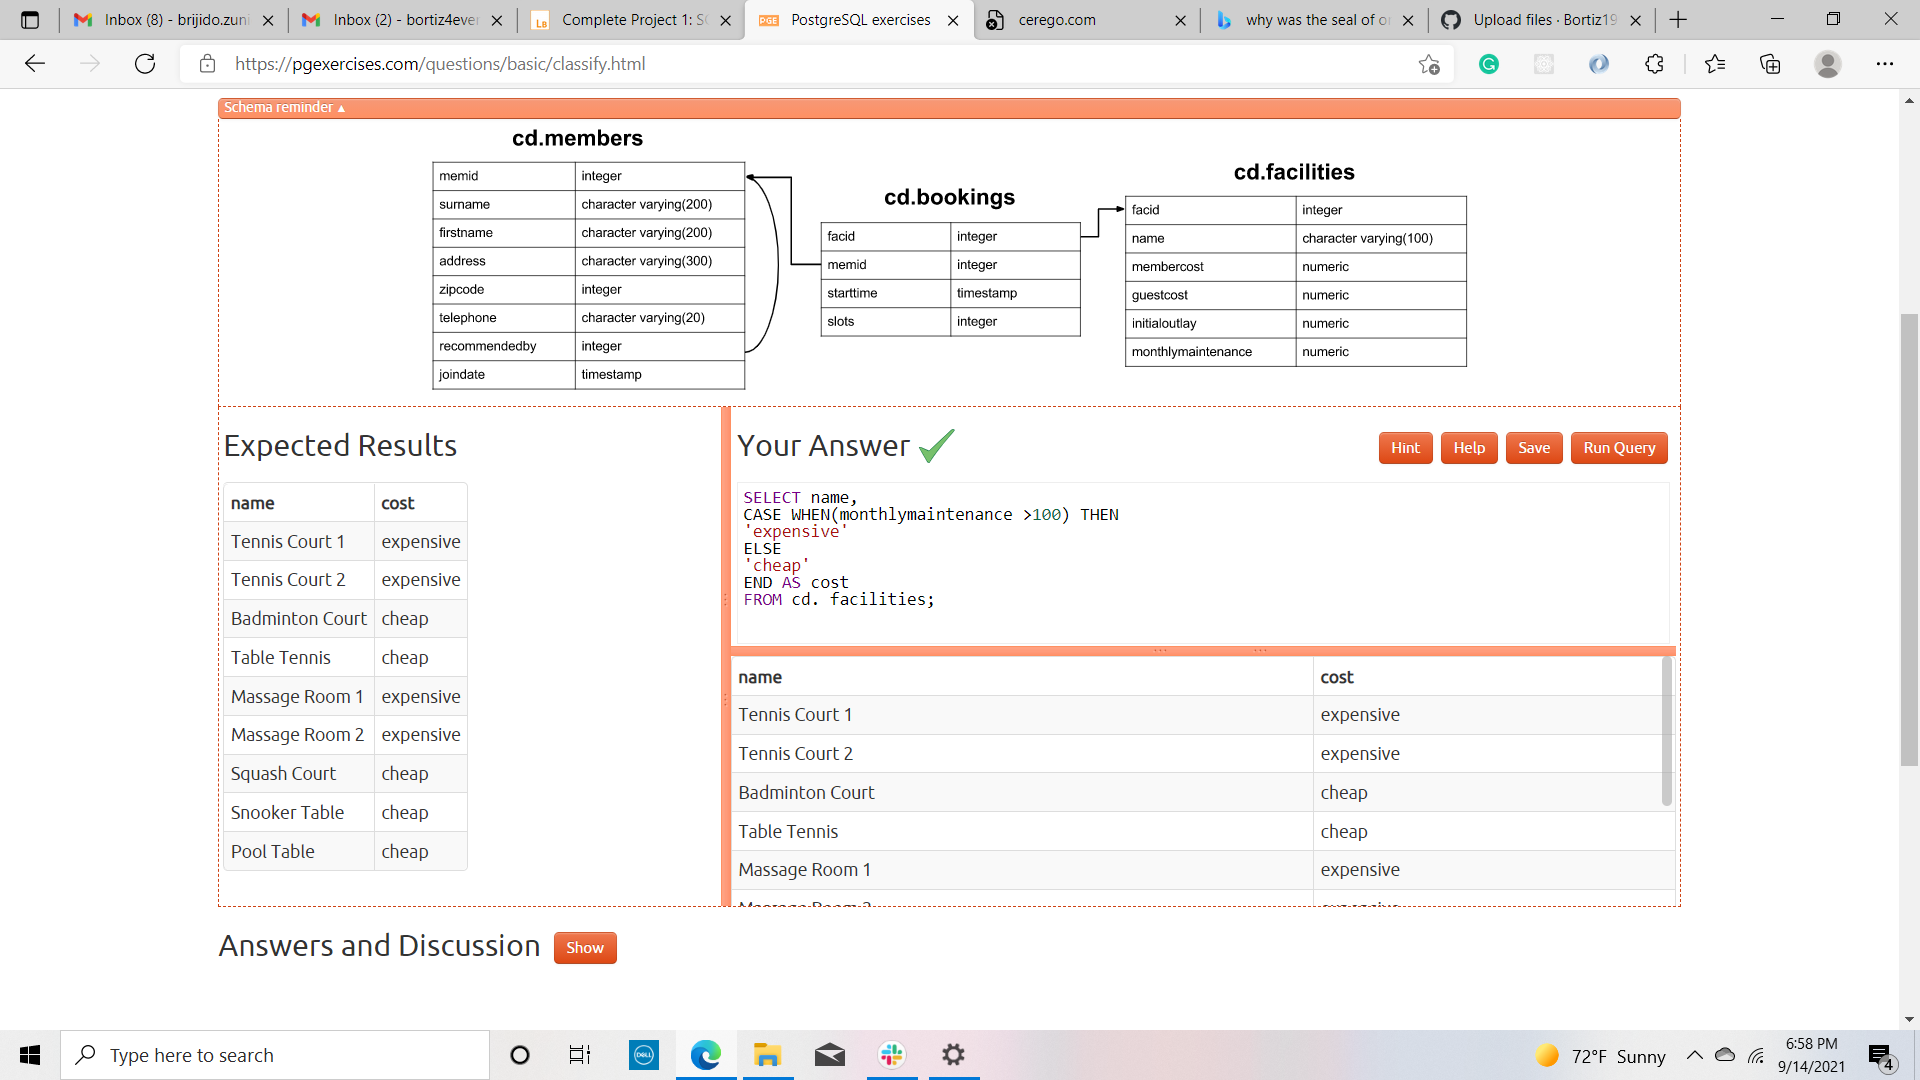 Inbox (8) - brijido.zuni
Inbox (2) - bortiz4ever
Complete Project 1: SQ
PostgreSQL exercises
cerego.com
why was the seal of or
Upload files · Bortiz19
https://pgexercises.com/questions/basic/classify.html
Schema reminder ▴
cd.members
memid integer
surname character varying(200)
firstname character varying(200)
address character varying(300)
zipcode integer
telephone character varying(20)
recommendedby integer
joindate timestamp
cd.bookings
facid integer
memid integer
starttime timestamp
slots integer
cd.facilities
facid integer
name character varying(100)
membercost numeric
guestcost numeric
initialoutlay numeric
monthlymaintenance numeric
Expected Results
name cost
Tennis Court 1 expensive
Tennis Court 2 expensive
Badminton Court cheap
Table Tennis cheap
Massage Room 1 expensive
Massage Room 2 expensive
Squash Court cheap
Snooker Table cheap
Pool Table cheap
Your Answer
Hint Help Save Run Query
SELECT name,
CASE WHEN(monthlymaintenance >100) THEN
'expensive'
ELSE
'cheap'
END AS cost
FROM cd. facilities;
name cost
Tennis Court 1 expensive
Tennis Court 2 expensive
Badminton Court cheap
Table Tennis cheap
Massage Room 1 expensive
Massage Room 2 expensive
Answers and Discussion Show
Type here to search
DELL
72°F Sunny
6:58 PM
9/14/2021
4